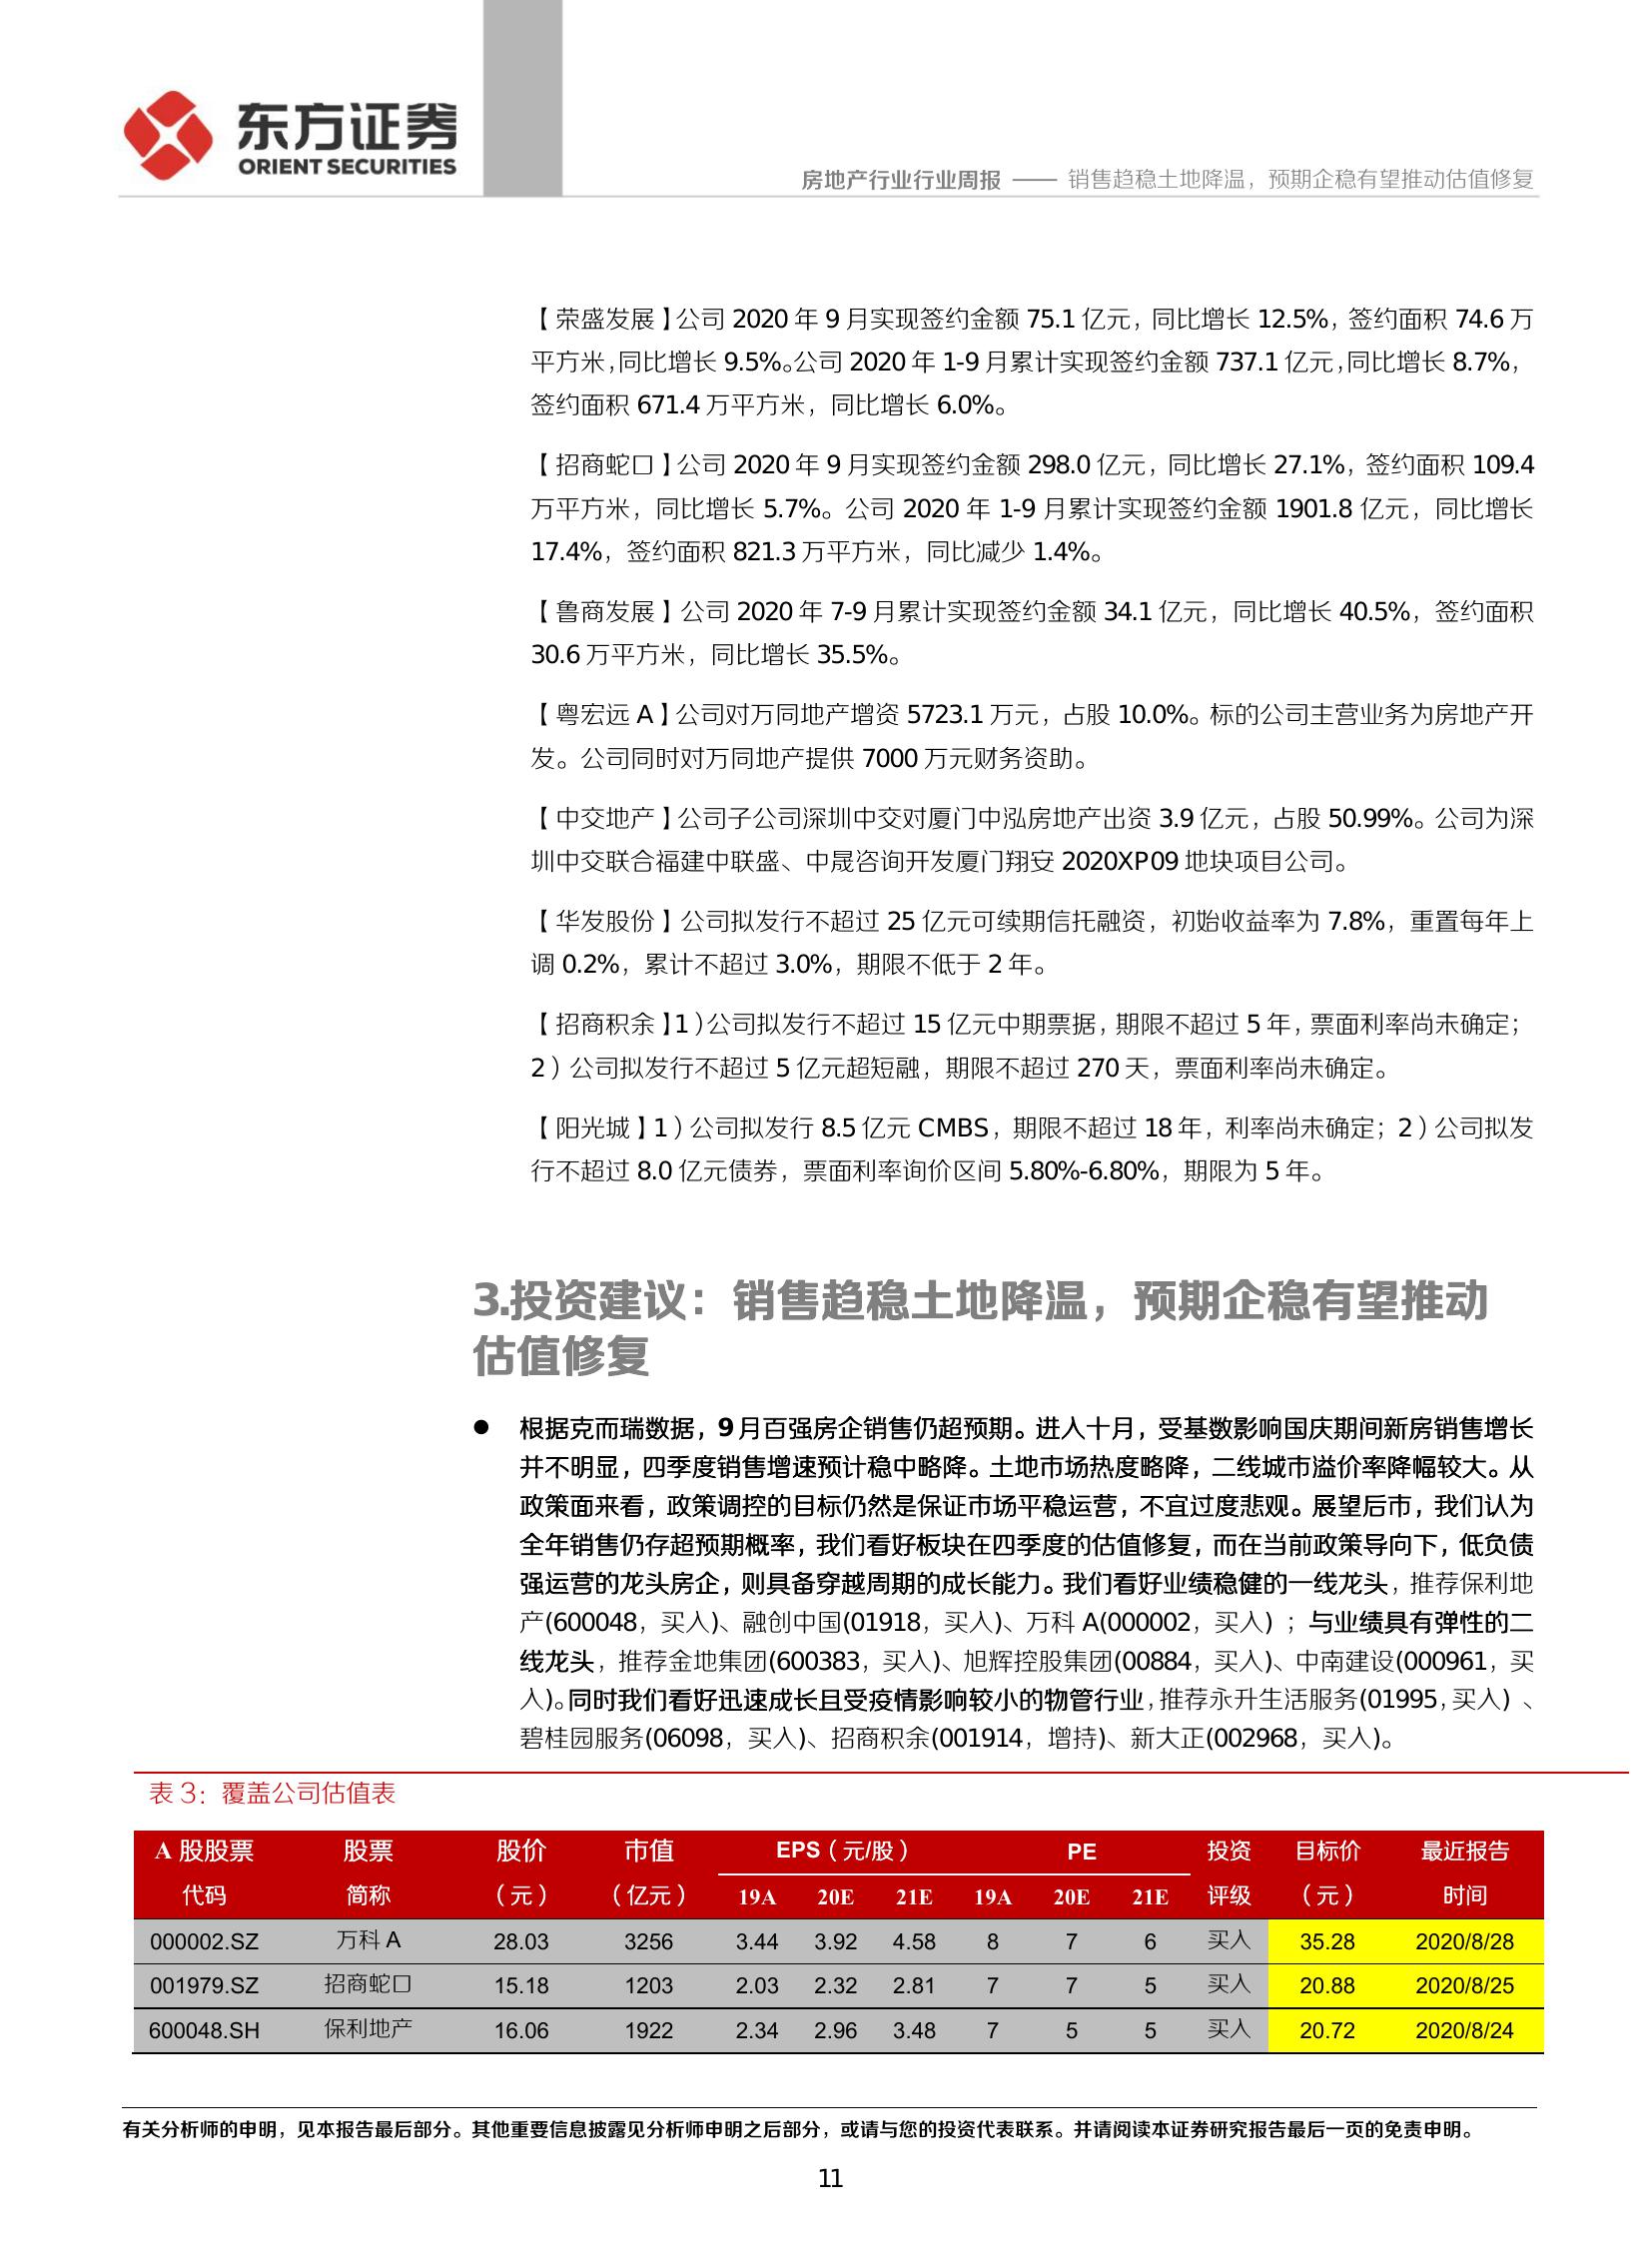 东方证券
ORIENT SECURITIES
房地产行业行业周报 —— 销售趋稳土地降温，预期企稳有望推动估值修复
【荣盛发展】公司 2020 年 9 月实现签约金额 75.1 亿元，同比增长 12.5%，签约面积 74.6 万
平方米，同比增长 9.5%。公司 2020 年 1-9 月累计实现签约金额 737.1 亿元，同比增长 8.7%，
签约面积 671.4 万平方米，同比增长 6.0%。
【招商蛇口】公司 2020 年 9 月实现签约金额 298.0 亿元，同比增长 27.1%，签约面积 109.4
万平方米，同比增长 5.7%。公司 2020 年 1-9 月累计实现签约金额 1901.8 亿元，同比增长
17.4%，签约面积 821.3 万平方米，同比减少 1.4%。
【鲁商发展】公司 2020 年 7-9 月累计实现签约金额 34.1 亿元，同比增长 40.5%，签约面积
30.6 万平方米，同比增长 35.5%。
【粤宏远 A】公司对万同地产增资 5723.1 万元，占股 10.0%。标的公司主营业务为房地产开
发。公司同时对万同地产提供 7000 万元财务资助。
【中交地产】公司子公司深圳中交对厦门中泓房地产出资 3.9 亿元，占股 50.99%。公司为深
圳中交联合福建中联盛、中晟咨询开发厦门翔安 2020XP09 地块项目公司。
【华发股份】公司拟发行不超过 25 亿元可续期信托融资，初始收益率为 7.8%，重置每年上
调 0.2%，累计不超过 3.0%，期限不低于 2 年。
【招商积余】1）公司拟发行不超过 15 亿元中期票据，期限不超过 5 年，票面利率尚未确定；
2）公司拟发行不超过 5 亿元超短融，期限不超过 270 天，票面利率尚未确定。
【阳光城】1）公司拟发行 8.5 亿元 CMBS，期限不超过 18 年，利率尚未确定；2）公司拟发
行不超过 8.0 亿元债券，票面利率询价区间 5.80%-6.80%，期限为 5 年。
3.投资建议：销售趋稳土地降温，预期企稳有望推动
估值修复
● 根据克而瑞数据，9 月百强房企销售仍超预期。进入十月，受基数影响国庆期间新房销售增长
并不明显，四季度销售增速预计稳中略降。土地市场热度略降，二线城市溢价率降幅较大。从
政策面来看，政策调控的目标仍然是保证市场平稳运营，不宜过度悲观。展望后市，我们认为
全年销售仍存超预期概率，我们看好板块在四季度的估值修复，而在当前政策导向下，低负债
强运营的龙头房企，则具备穿越周期的成长能力。我们看好业绩稳健的一线龙头，推荐保利地
产(600048，买入)、融创中国(01918，买入)、万科 A(000002，买入) ；与业绩具有弹性的二
线龙头，推荐金地集团(600383，买入)、旭辉控股集团(00884，买入)、中南建设(000961，买
入)。同时我们看好迅速成长且受疫情影响较小的物管行业，推荐永升生活服务(01995，买入) 、
碧桂园服务(06098，买入)、招商积余(001914，增持)、新大正(002968，买入)。
表 3：覆盖公司估值表
A 股股票 股票 股价 市值 EPS（元/股） PE 投资 目标价 最近报告
代码 简称 （元） （亿元） 19A 20E 21E 19A 20E 21E 评级 （元） 时间
000002.SZ 万科 A 28.03 3256 3.44 3.92 4.58 8 7 6 买入 35.28 2020/8/28
001979.SZ 招商蛇口 15.18 1203 2.03 2.32 2.81 7 7 5 买入 20.88 2020/8/25
600048.SH 保利地产 16.06 1922 2.34 2.96 3.48 7 5 5 买入 20.72 2020/8/24
有关分析师的申明，见本报告最后部分。其他重要信息披露见分析师申明之后部分，或请与您的投资代表联系。并请阅读本证券研究报告最后一页的免责申明。
11